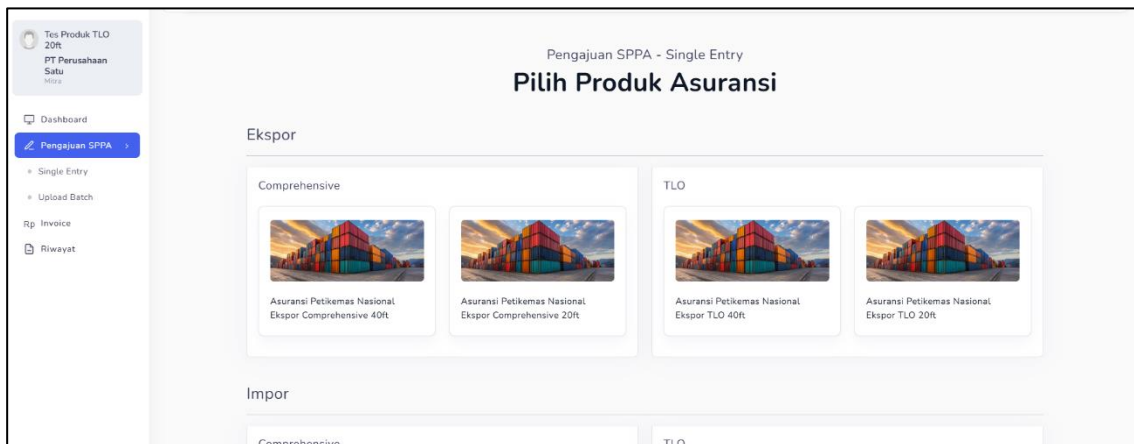 Tes Produk TLO
20ft
PT Perusahaan
Satu
Mitra
Dashboard
Pengajuan SPPA
Single Entry
Upload Batch
Rp Invoice
Riwayat
Pengajuan SPPA - Single Entry
Pilih Produk Asuransi
Ekspor
Comprehensive
Asuransi Petikemas Nasional
Ekspor Comprehensive 40ft
Asuransi Petikemas Nasional
Ekspor Comprehensive 20ft
TLO
Asuransi Petikemas Nasional
Ekspor TLO 40ft
Asuransi Petikemas Nasional
Ekspor TLO 20ft
Impor
Comprehensive
TLO